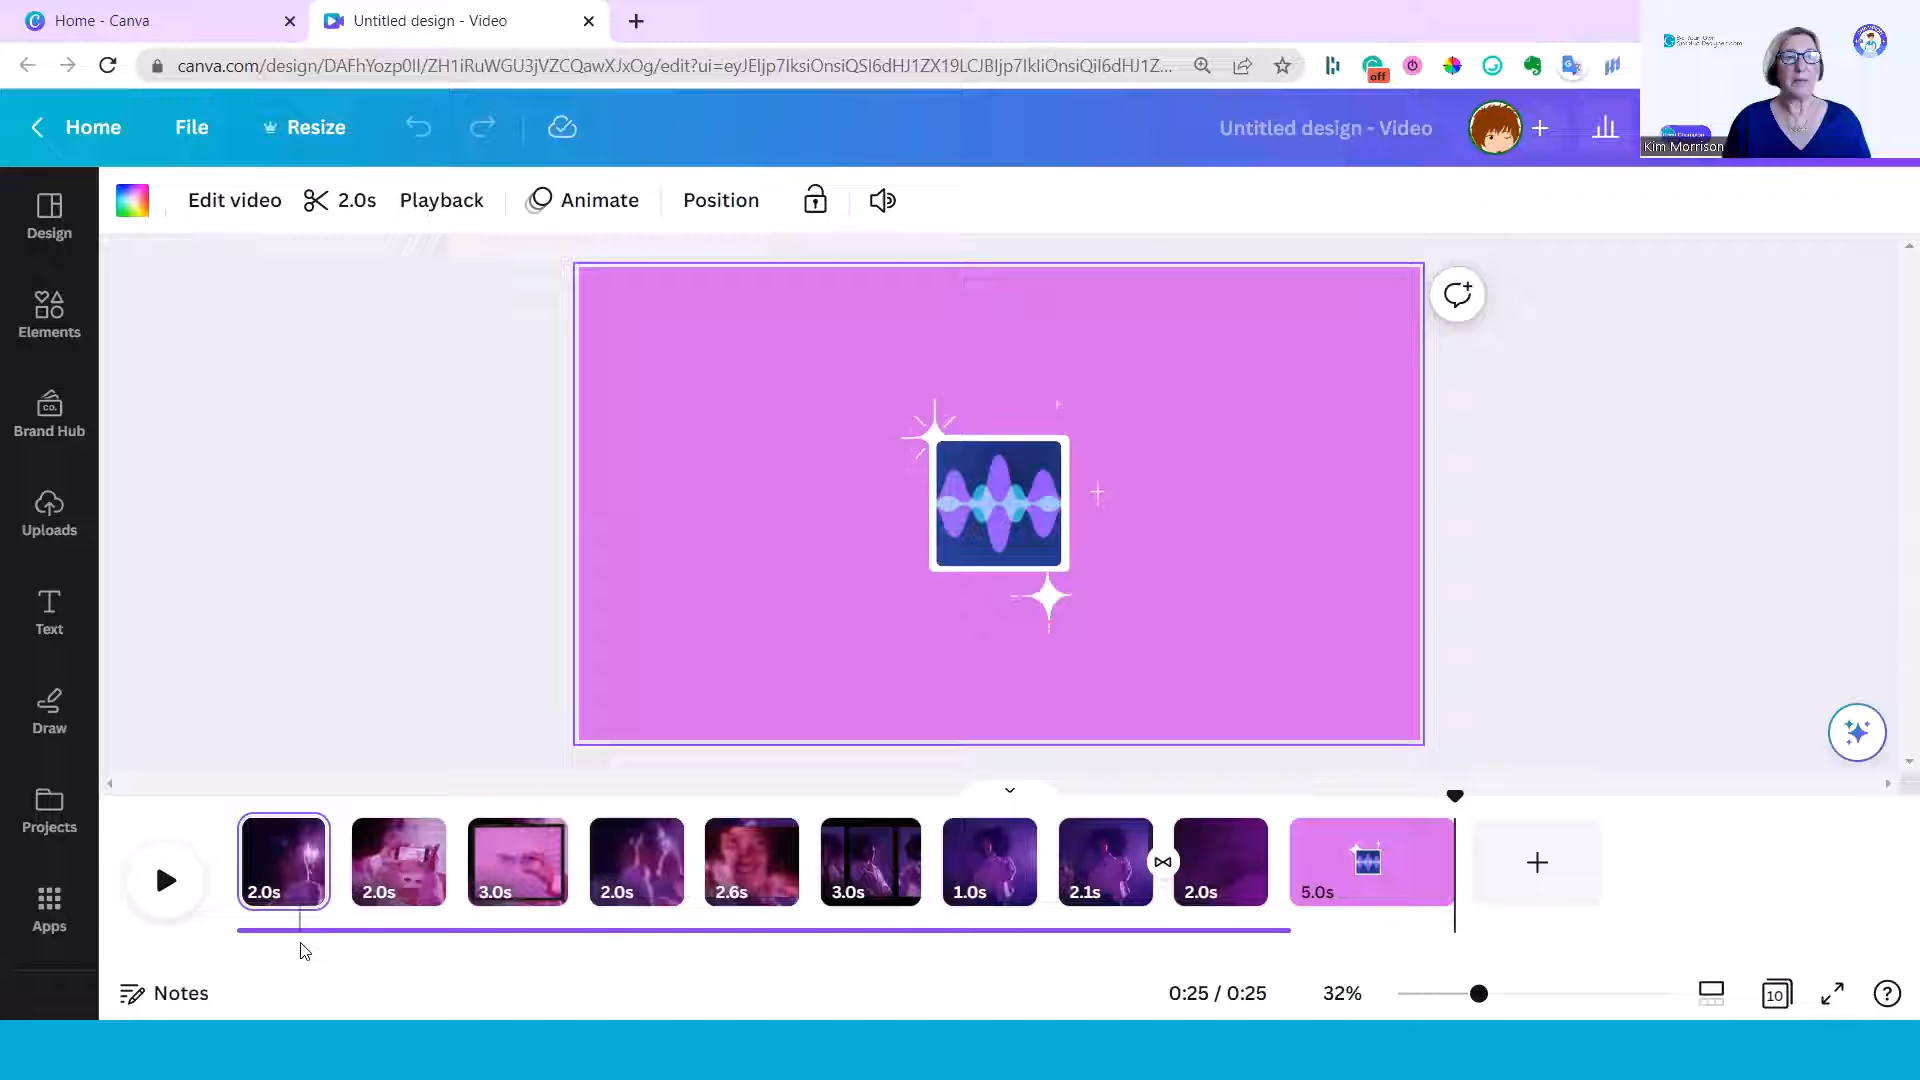 Home - Canva
Untitled design - Video
canva.com/design/DAFhYozp0lI/ZH1iRuWGU3jVZCQawXJxOg/edit?ui=eyJEIjp7IksiOnsiQSI6dHJ1ZX19LCJBIjp7IkIiOnsiQiI6dHJ1Z...
off
Home
File
Resize
Untitled design - Video
Kim Morrison
Edit video
2.0s
Playback
Animate
Position
Design
Elements
CO.
Brand Hub
Uploads
Text
Draw
Projects
Apps
2.0s
2.0s
3.0s
2.0s
2.6s
3.0s
1.0s
2.1s
2.0s
5.0s
Notes
0:25 / 0:25
32%
10